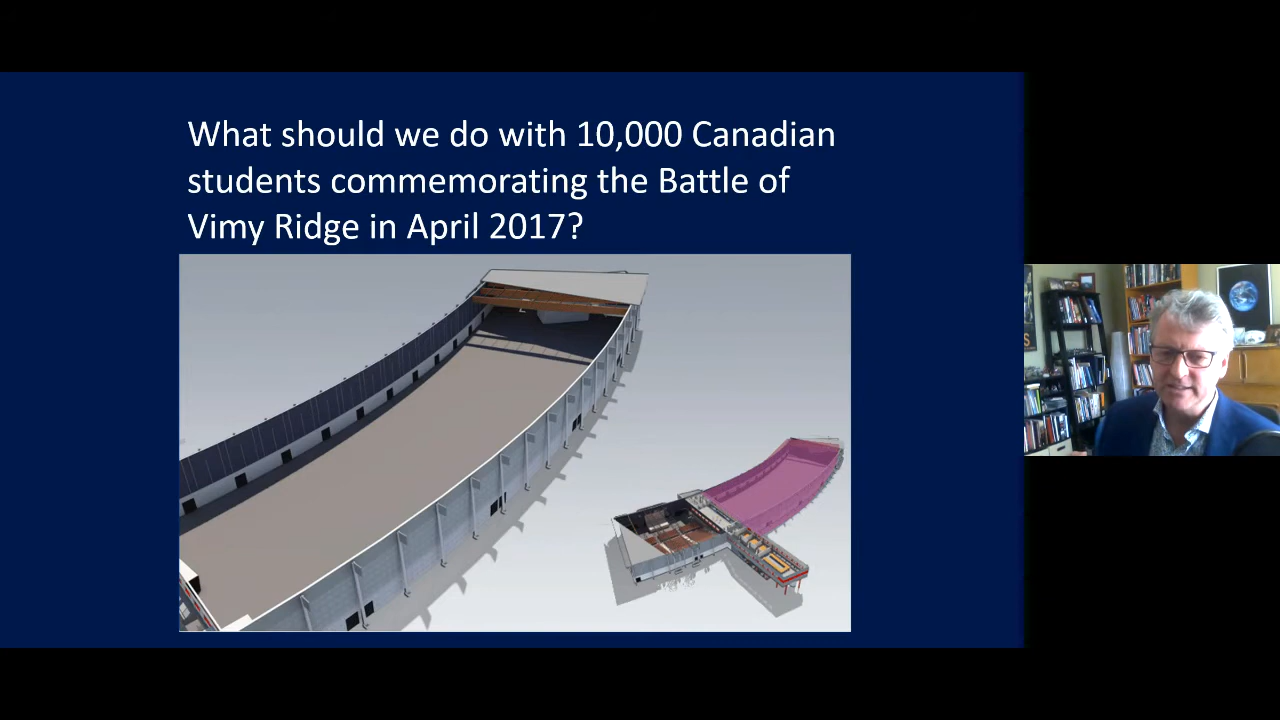 What should we do with 10,000 Canadian
students commemorating the Battle of
Vimy Ridge in April 2017?